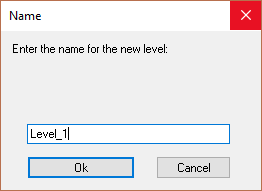 Name
Enter the name for the new level:
Level_1
Ok
Cancel